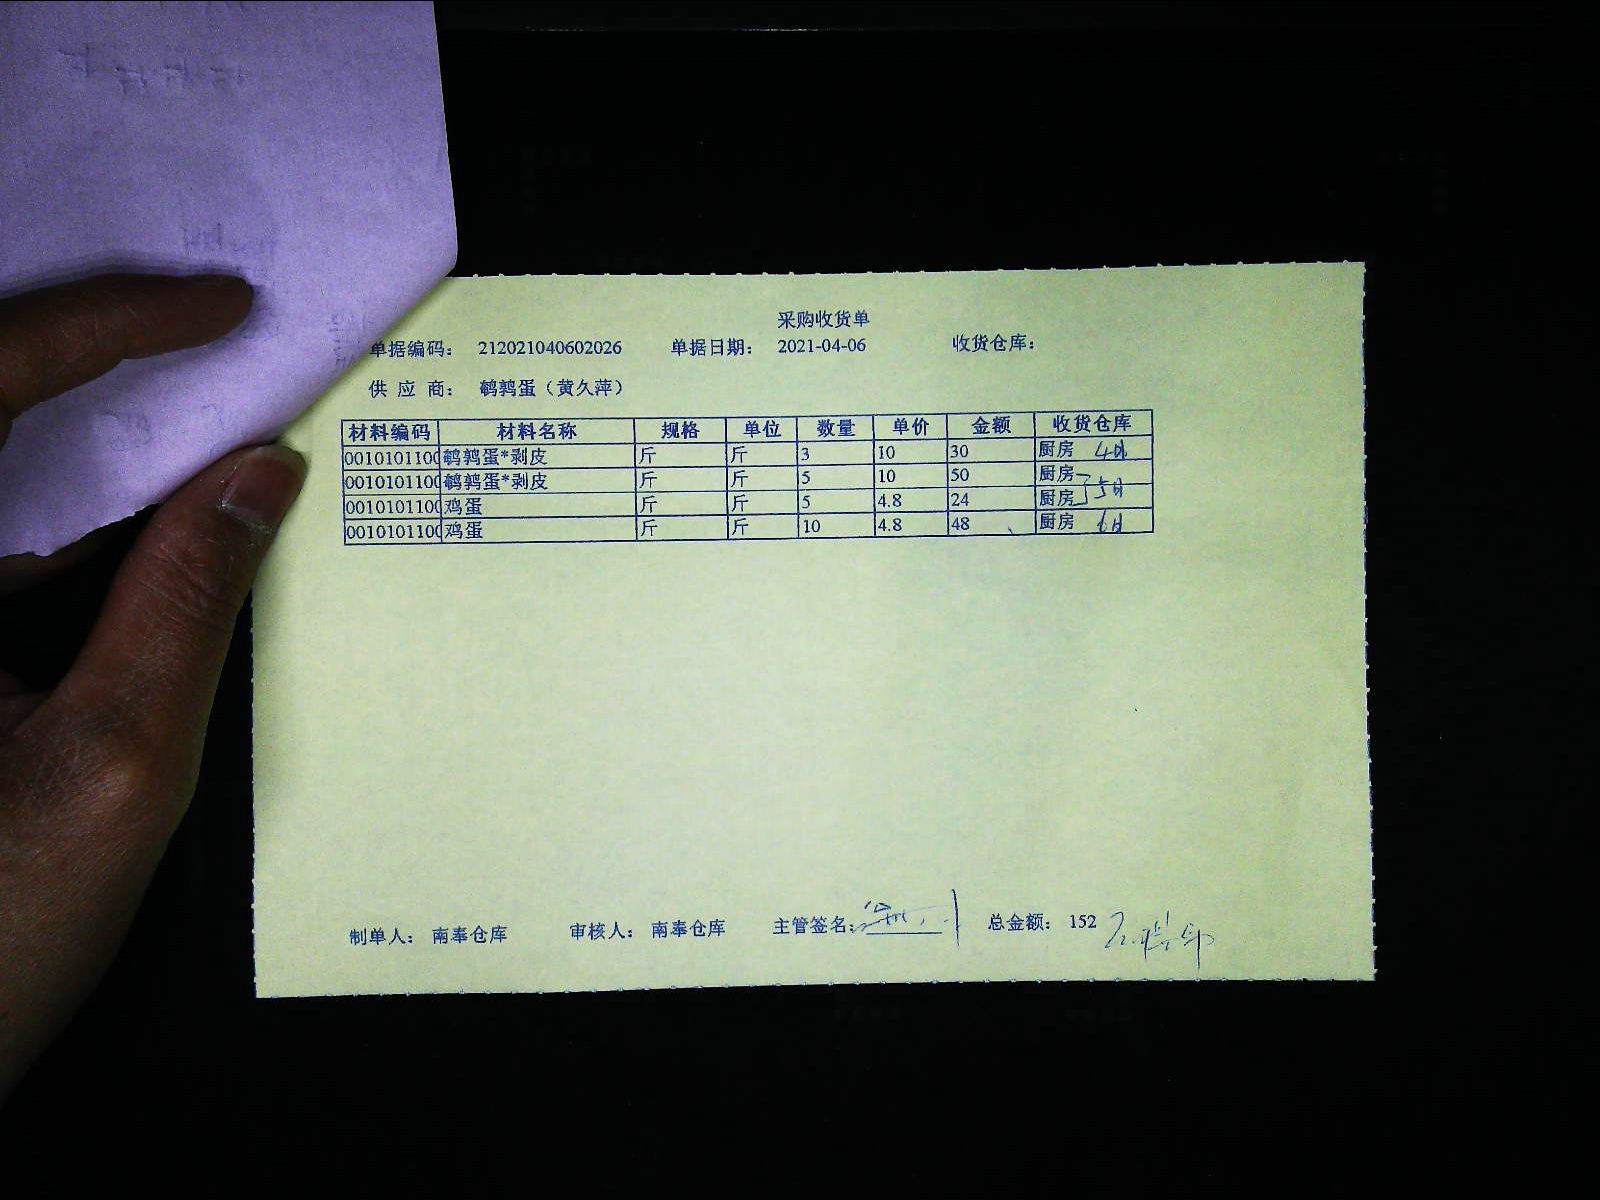 采购收货单
单据编码： 212021040602026 单据日期： 2021-04-06 收货仓库：
供 应 商： 鹌鹑蛋（黄久萍）
材料编码 材料名称 规格 单位 数量 单价 金额 收货仓库
0010101100 鹌鹑蛋*剥皮 斤 斤 3 10 30 厨房 4日
0010101100 鹌鹑蛋*剥皮 斤 斤 5 10 50 厨房
0010101100 鸡蛋 斤 斤 5 4.8 24 厨房 5日
0010101100 鸡蛋 斤 斤 10 4.8 48 厨房 6日
制单人： 南奉仓库 审核人： 南奉仓库 主管签名： 总金额： 152